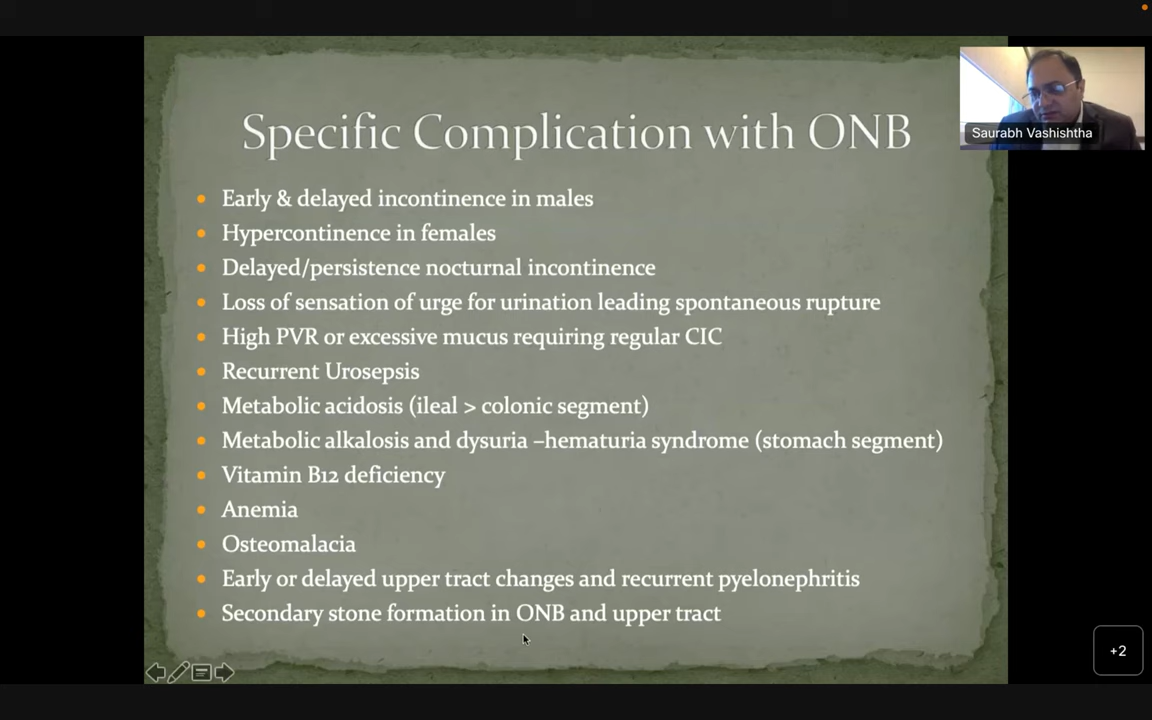 Specific Complication with ONB
Saurabh Vashishtha
• Early & delayed incontinence in males
• Hypercontinence in females
• Delayed/persistence nocturnal incontinence
• Loss of sensation of urge for urination leading spontaneous rupture
• High PVR or excessive mucus requiring regular CIC
• Recurrent Urosepsis
• Metabolic acidosis (ileal > colonic segment)
• Metabolic alkalosis and dysuria –hematuria syndrome (stomach segment)
• Vitamin B12 deficiency
• Anemia
• Osteomalacia
• Early or delayed upper tract changes and recurrent pyelonephritis
• Secondary stone formation in ONB and upper tract
+2